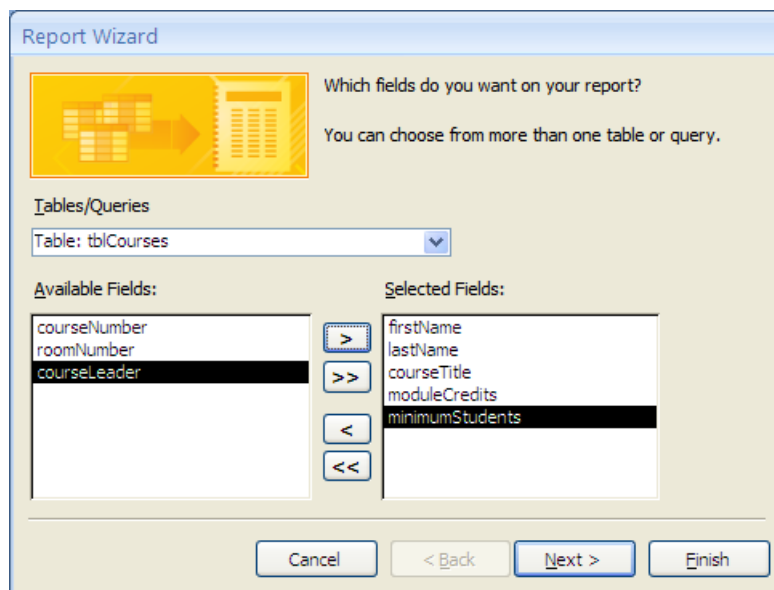 Report Wizard
Which fields do you want on your report?
You can choose from more than one table or query.
Tables/Queries
Table: tblCourses
Available Fields:
Selected Fields:
courseNumber
roomNumber
courseLeader
>
>>
<
<<
firstName
lastName
courseTitle
moduleCredits
minimumStudents
Cancel
< Back
Next >
Finish